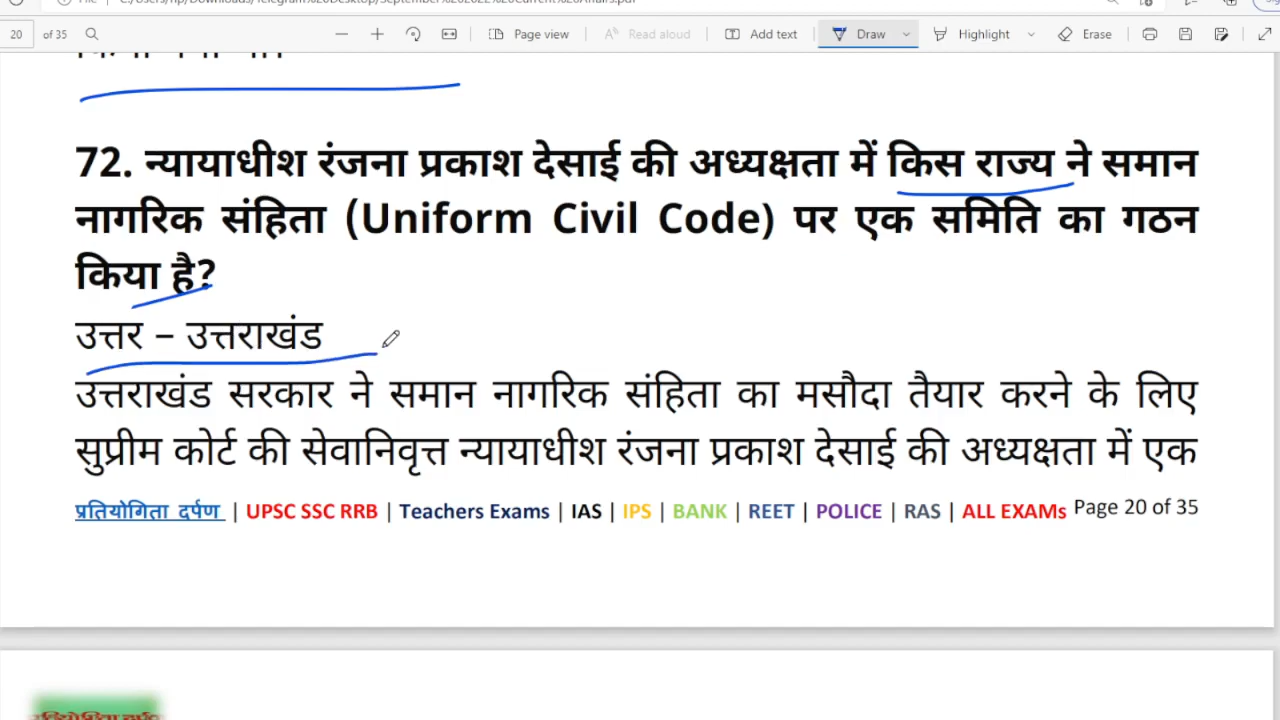 20 of 35 Page view Read aloud Add text Draw Highlight Erase
72. न्यायाधीश रंजना प्रकाश देसाई की अध्यक्षता में किस राज्य ने समान
नागरिक संहिता (Uniform Civil Code) पर एक समिति का गठन
किया है?
उत्तर – उत्तराखंड
उत्तराखंड सरकार ने समान नागरिक संहिता का मसौदा तैयार करने के लिए
सुप्रीम कोर्ट की सेवानिवृत्त न्यायाधीश रंजना प्रकाश देसाई की अध्यक्षता में एक
प्रतियोगिता दर्पण | UPSC SSC RRB | Teachers Exams | IAS | IPS | BANK | REET | POLICE | RAS | ALL EXAMs Page 20 of 35